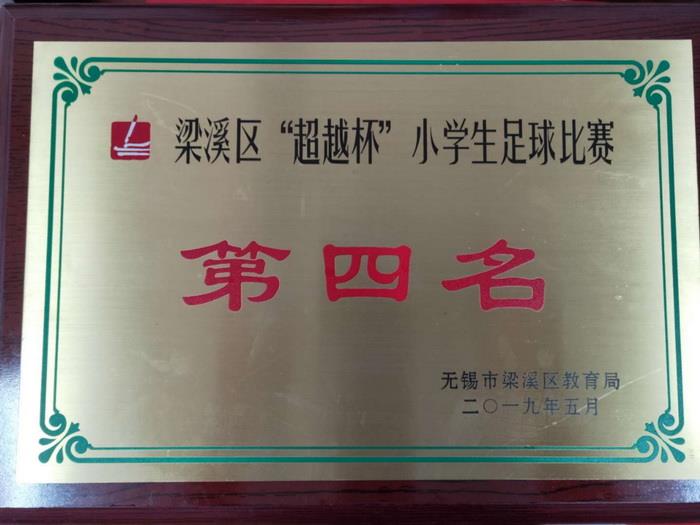 梁溪区“超越杯”小学生足球比赛
第四名
无锡市梁溪区教育局
二〇一九年五月